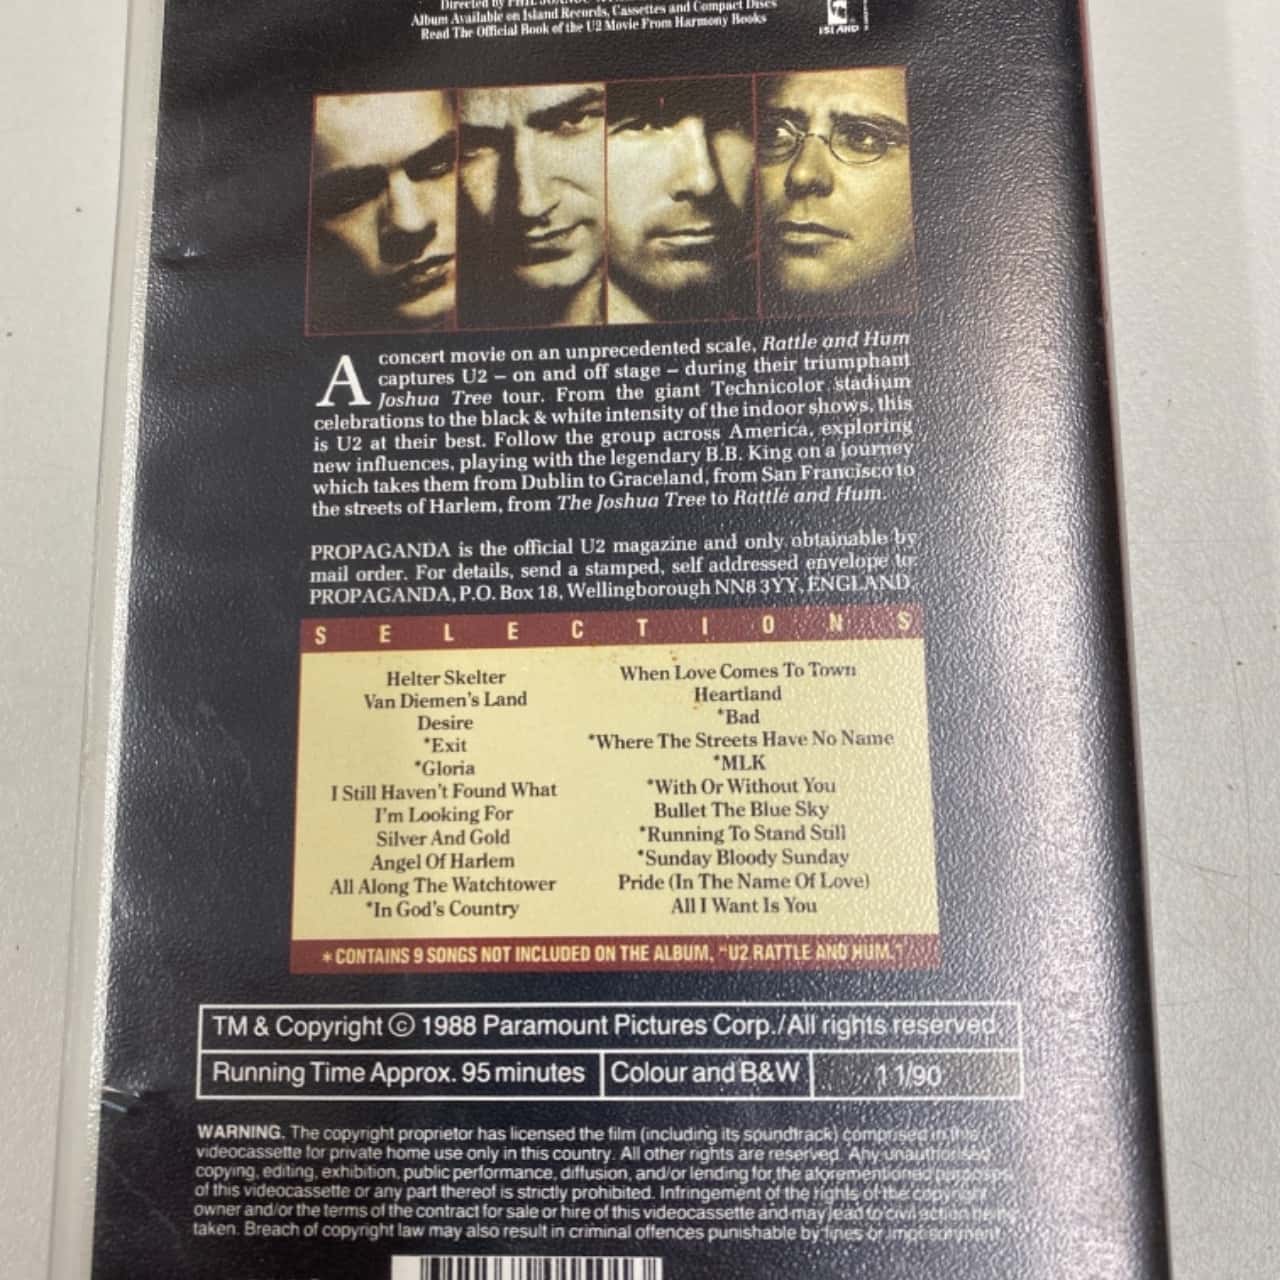 Directed by PHIL
Album Available on Island Records, Cassettes and Compact Discs
Read The Official Book of the U2 Movie From Harmony Books
ISLAND
A concert movie on an unprecedented scale, Rattle and Hum
captures U2 – on and off stage – during their triumphant
Joshua Tree tour. From the giant Technicolor stadium
celebrations to the black & white intensity of the indoor shows, this
is U2 at their best. Follow the group across America, exploring
new influences, playing with the legendary B.B. King on a journey
which takes them from Dublin to Graceland, from San Francisco to
the streets of Harlem, from The Joshua Tree to Rattle and Hum.
PROPAGANDA is the official U2 magazine and only obtainable by
mail order. For details, send a stamped, self addressed envelope to:
PROPAGANDA, P.O. Box 18, Wellingborough NN8 3YY, ENGLAND.
SELECTIONS
Helter Skelter
Van Diemen's Land
Desire
*Exit
*Gloria
I Still Haven't Found What
I'm Looking For
Silver And Gold
Angel Of Harlem
All Along The Watchtower
*In God's Country
When Love Comes To Town
Heartland
*Bad
*Where The Streets Have No Name
*MLK
*With Or Without You
Bullet The Blue Sky
*Running To Stand Still
*Sunday Bloody Sunday
Pride (In The Name Of Love)
All I Want Is You
* CONTAINS 9 SONGS NOT INCLUDED ON THE ALBUM, "U2 RATTLE AND HUM."
TM & Copyright © 1988 Paramount Pictures Corp./All rights reserved.
Running Time Approx. 95 minutes
Colour and B&W
11/90
WARNING. The copyright proprietor has licensed the film (including its soundtrack) comprised in this
videocassette for private home use only in this country. All other rights are reserved. Any unauthorised
copying, editing, exhibition, public performance, diffusion, and/or lending for the aforementioned purposes
of this videocassette or any part thereof is strictly prohibited. Infringement of the rights of the copyright
owner and/or the terms of the contract for sale or hire of this videocassette and may lead to civil action being
taken. Breach of copyright law may also result in criminal offences punishable by fines or imprisonment.